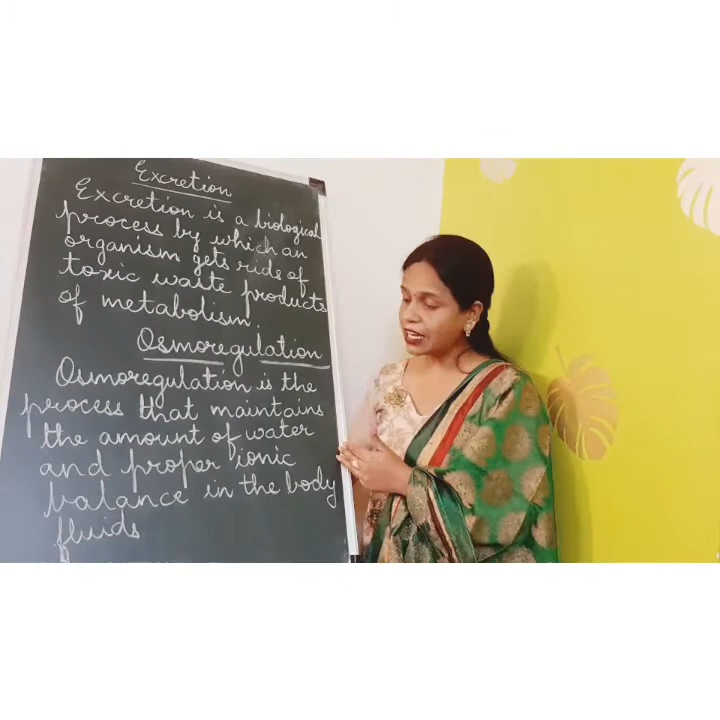 Excretion
Excretion is a biological
process by which an
organism gets rids of
toxic waste products
of metabolism.
Osmoregulation
Osmoregulation is the
process that maintains
the amount of water
and proper ionic
balance in the body
fluids